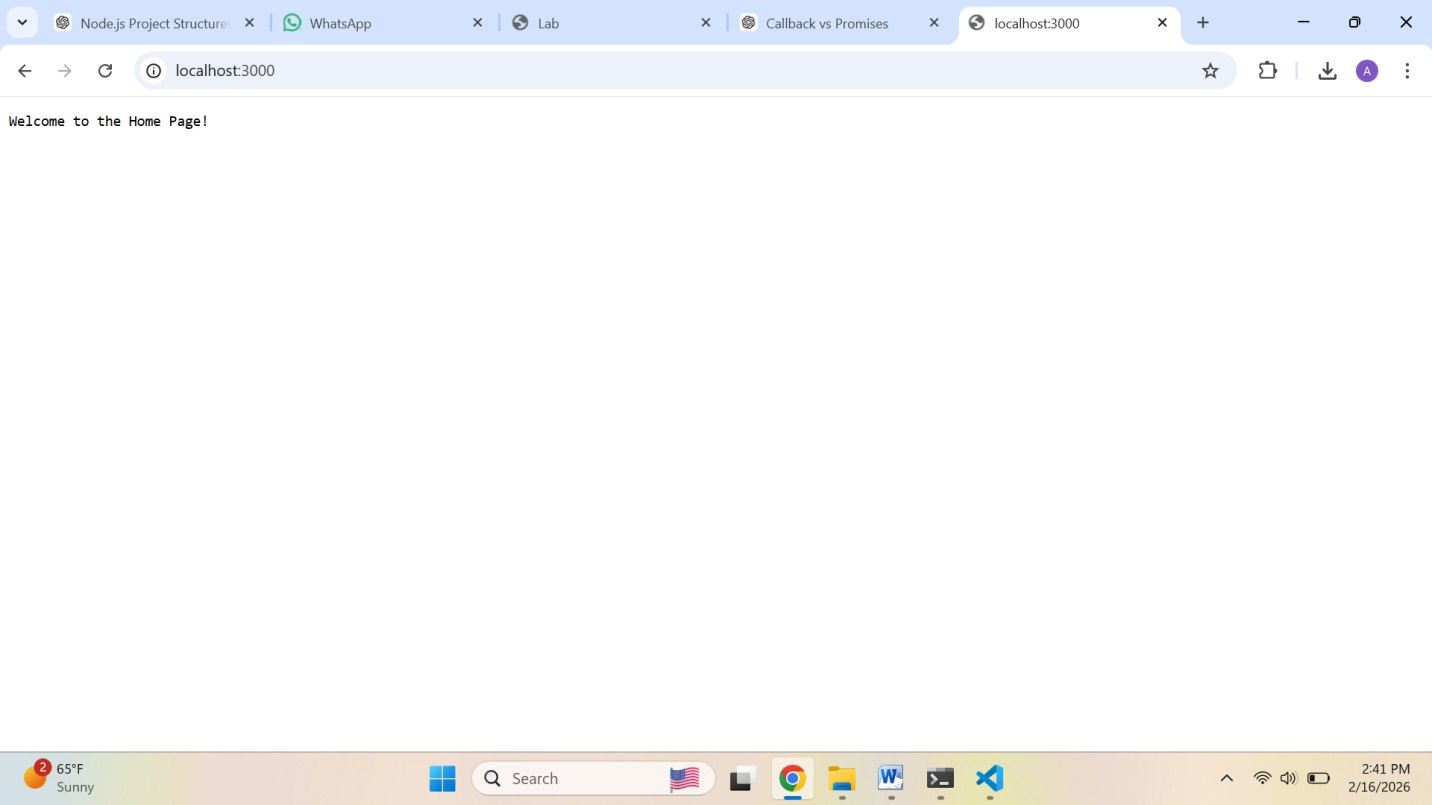 Node.js Project Structures
WhatsApp
Lab
Callback vs Promises
localhost:3000
localhost:3000
A
Welcome to the Home Page!
2
65°F
Sunny
Search
W
2:41 PM
2/16/2026